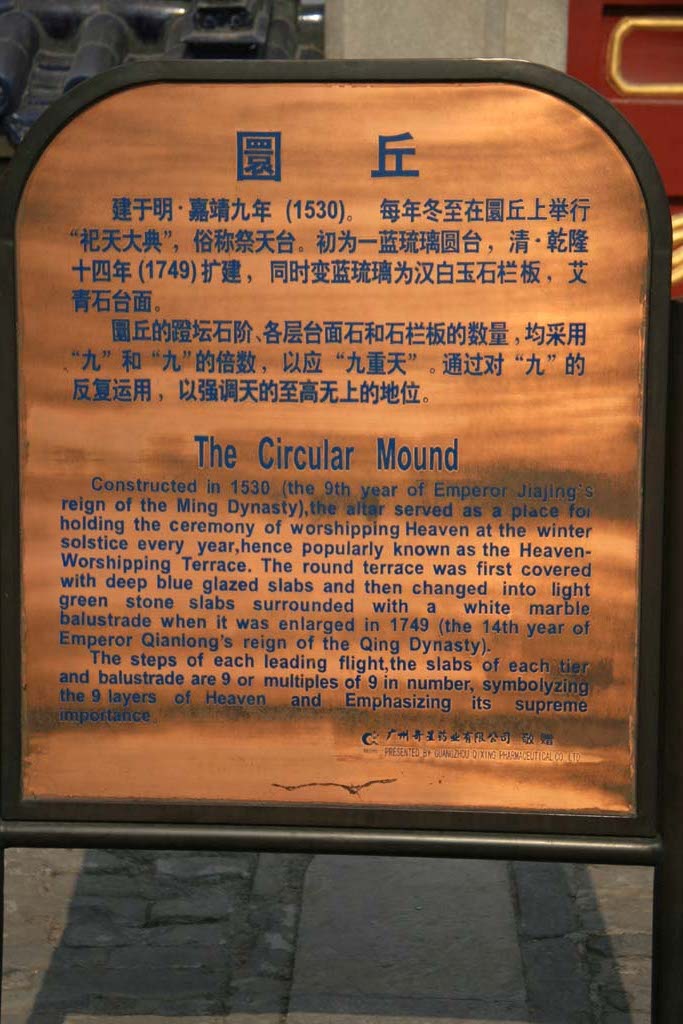 圜 丘
建于明·嘉靖九年 (1530)。 每年冬至在圜丘上举行
“祀天大典”，俗称祭天台。初为一蓝琉璃圆台，清·乾隆
十四年 (1749) 扩建，同时变蓝琉璃为汉白玉石栏板，艾
青石台面。
圜丘的蹬坛石阶、各层台面石和石栏板的数量，均采用
“九” 和 “九” 的倍数，以应 “九重天” 。通过对 “九” 的
反复运用，以强调天的至高无上的地位。
The Circular Mound
Constructed in 1530 (the 9th year of Emperor Jiajing's
reign of the Ming Dynasty),the altar served as a place for
holding the ceremony of worshipping Heaven at the winter
solstice every year,hence popularly known as the Heaven-
Worshipping Terrace. The round terrace was first covered
with deep blue glazed slabs and then changed into light
green stone slabs surrounded with a white marble
balustrade when it was enlarged in 1749 (the 14th year of
Emperor Qianlong's reign of the Qing Dynasty).
The steps of each leading flight,the slabs of each tier
and balustrade are 9 or multiples of 9 in number, symbolyzing
the 9 layers of Heaven and Emphasizing its supreme
importance.
广州奇星药业有限公司 敬赠
PRESENTED BY GUANGZHOU QIXING PHARMACEUTICAL CO. LTD